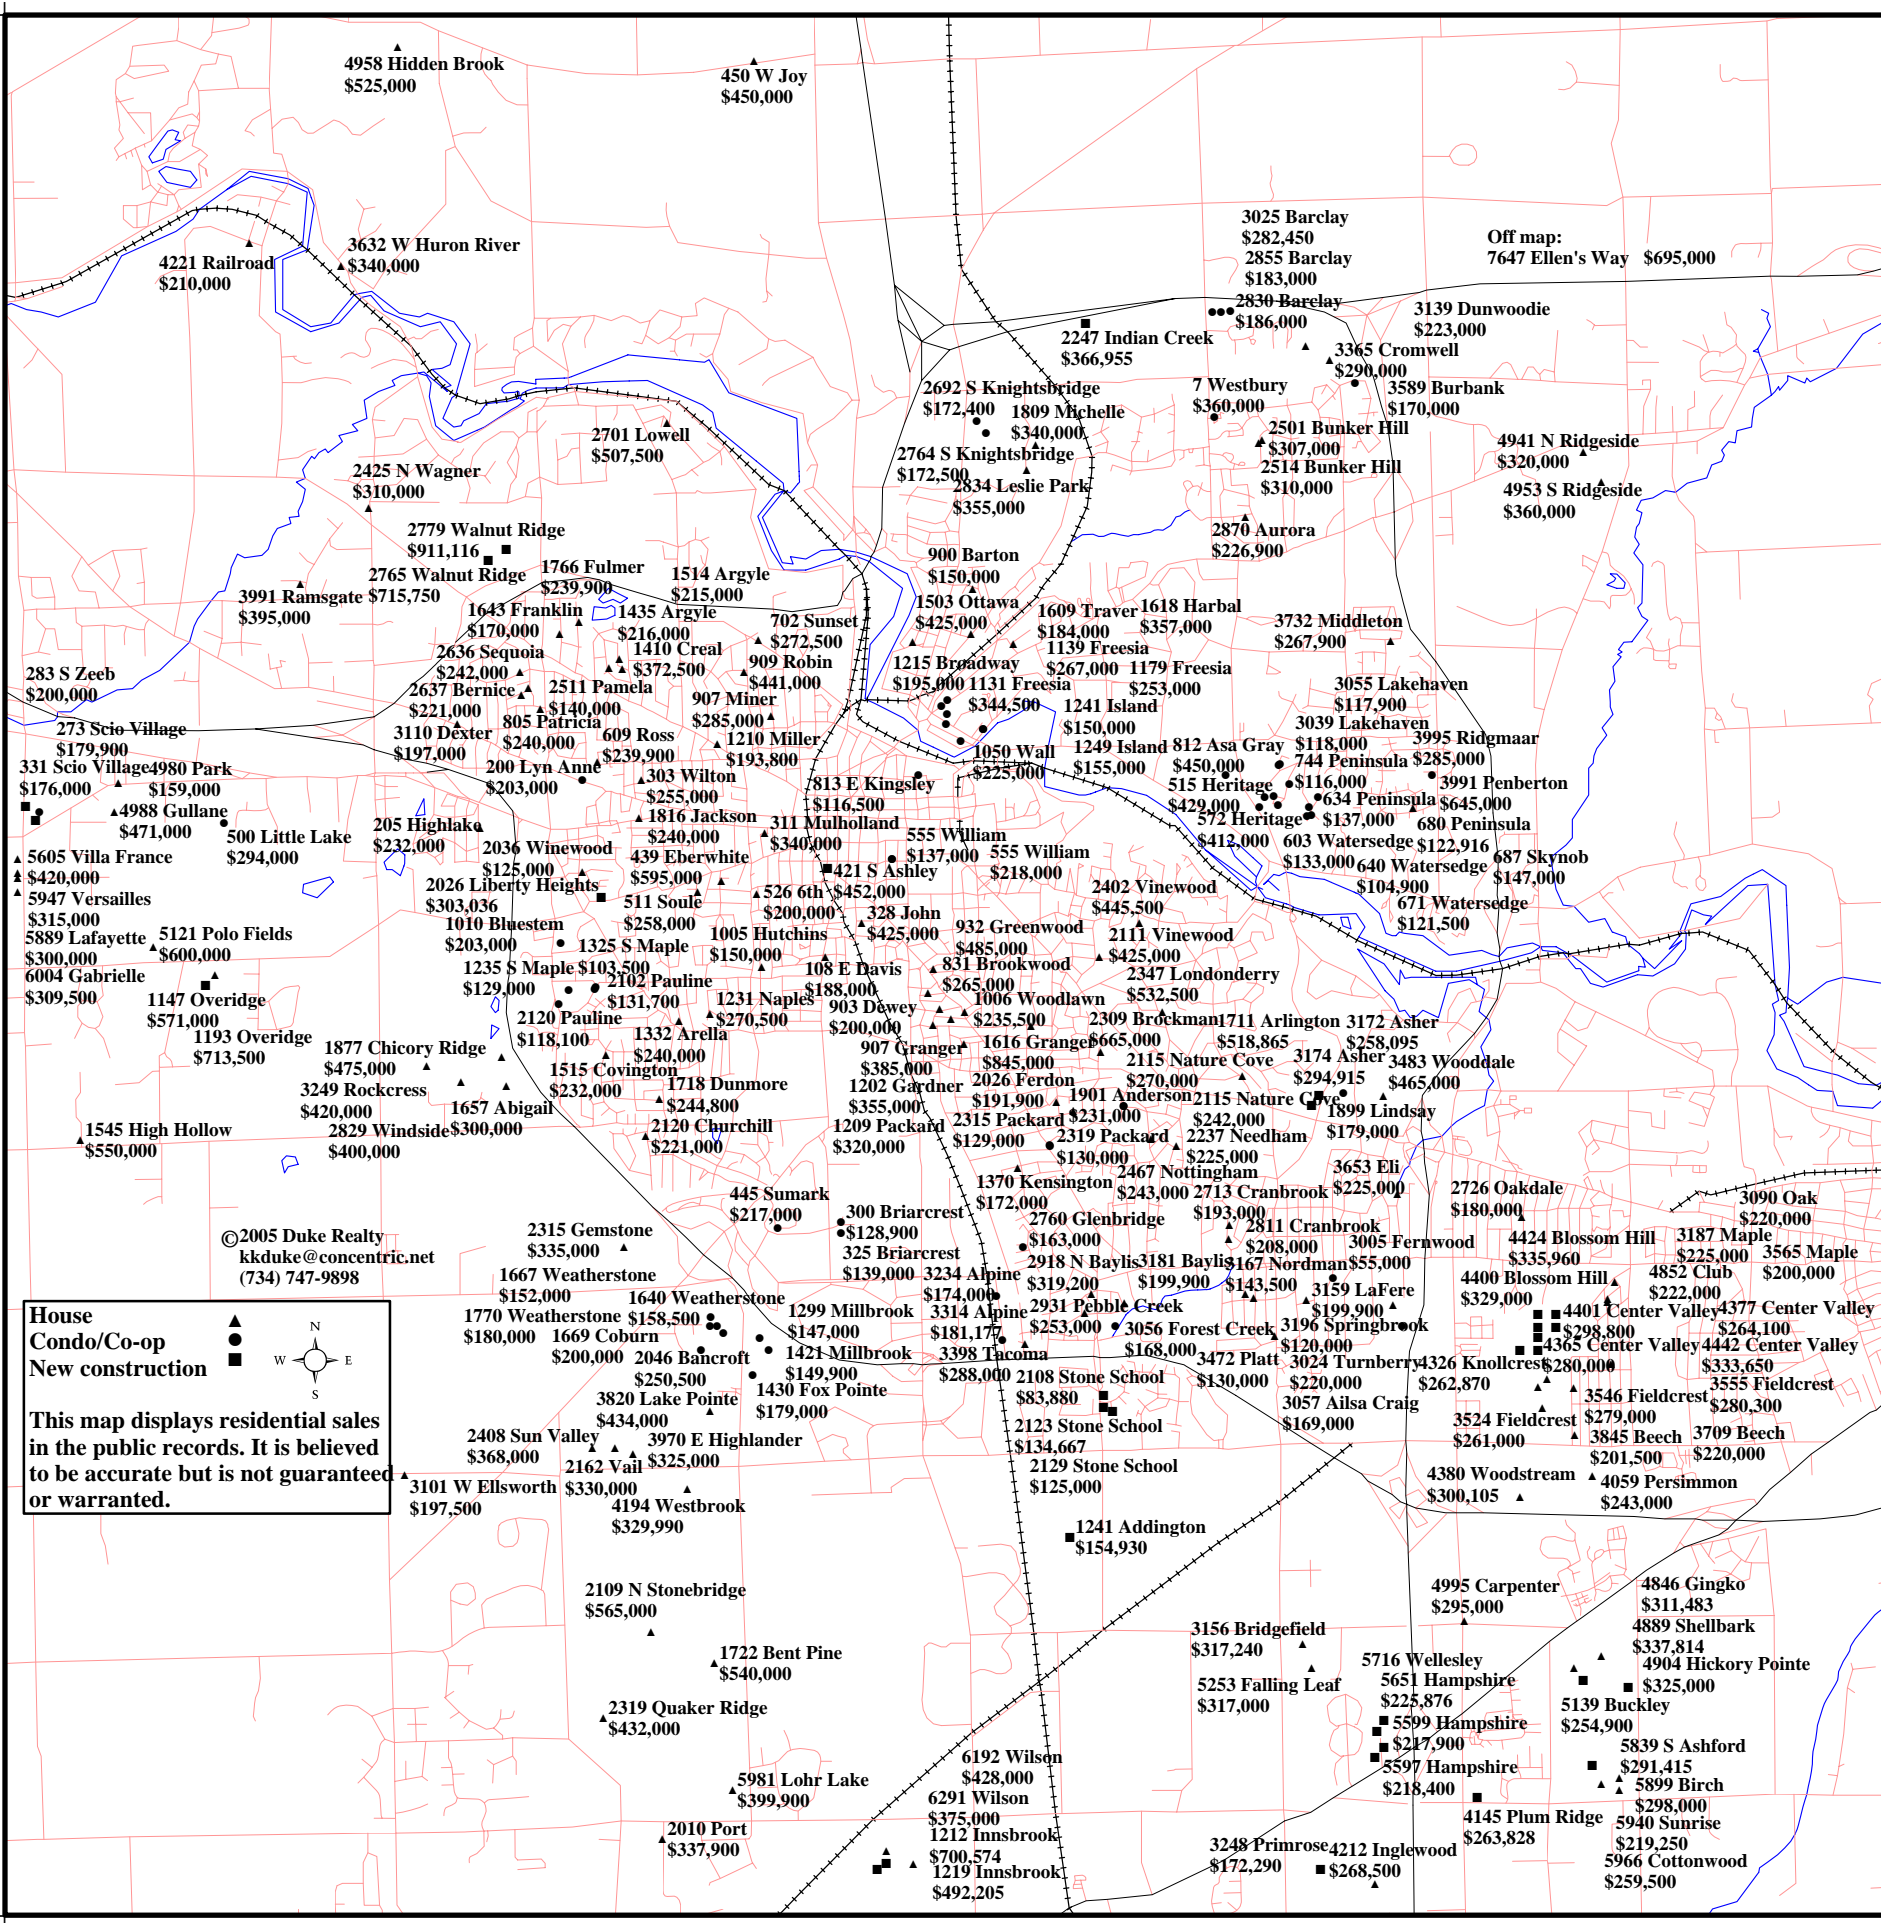 4958 Hidden Brook
$525,000
450 W Joy
$450,000
3025 Barclay
$282,450
2855 Barclay
$183,000
2830 Barclay
$186,000
Off map:
7647 Ellen's Way $695,000
4221 Railroad
$210,000
3632 W Huron River
$340,000
2247 Indian Creek
$366,955
3139 Dunwoodie
$223,000
3365 Cromwell
$290,000
3589 Burbank
$170,000
7 Westbury
$360,000
2692 S Knightsbridge
$172,400
1809 Michelle
$340,000
2764 S Knightsbridge
$172,500
2834 Leslie Park
$355,000
2501 Bunker Hill
$307,000
2514 Bunker Hill
$310,000
4941 N Ridgeside
$320,000
4953 S Ridgeside
$360,000
2701 Lowell
$507,500
2425 N Wagner
$310,000
2870 Aurora
$226,900
2779 Walnut Ridge
$911,116
2765 Walnut Ridge
$715,750
1766 Fulmer
$239,900
1514 Argyle
$215,000
900 Barton
$150,000
3991 Ramsgate
$395,000
1643 Franklin
$170,000
1435 Argyle
$216,000
702 Sunset
$272,500
1503 Ottawa
$425,000
1609 Traver
$184,000
1618 Harbal
$357,000
3732 Middleton
$267,900
2636 Sequoia
$242,000
1410 Creal
$372,500
909 Robin
$441,000
1215 Broadway
$195,000
1139 Freesia
$267,000
1179 Freesia
$253,000
283 S Zeeb
$200,000
2637 Bernice
$221,000
2511 Pamela
$140,000
907 Miner
$285,000
1131 Freesia
$344,500
3055 Lakehaven
$117,900
273 Scio Village
$179,900
3110 Dexter
$197,000
805 Patricia
$240,000
609 Ross
$239,900
1210 Miller
$193,800
1241 Island
$150,000
3039 Lakehaven
$118,000
331 Scio Village
$176,000
4980 Park
$159,000
200 Lyn Anne
$203,000
303 Wilton
$255,000
1050 Wall
$225,000
1249 Island
$155,000
812 Asa Gray
$450,000
744 Peninsula
$116,000
3995 Ridgmaar
$285,000
813 E Kingsley
$116,500
515 Heritage
$429,000
634 Peninsula
$137,000
3991 Penberton
$645,000
4988 Gullane
$471,000
500 Little Lake
$294,000
205 Highlake
$232,000
1816 Jackson
$240,000
311 Mulholland
$340,000
572 Heritage
$412,000
680 Peninsula
$122,916
2036 Winewood
$125,000
439 Eberwhite
$595,000
555 William
$137,000
555 William
$218,000
603 Watersedge
$133,000
5605 Villa France
$420,000
421 S Ashley
$452,000
640 Watersedge
$104,900
687 Skynob
$147,000
2026 Liberty Heights
$303,036
511 Soule
$258,000
526 6th
$200,000
2402 Vinewood
$445,500
5947 Versailles
$315,000
328 John
$425,000
671 Watersedge
$121,500
1010 Bluestem
$203,000
1005 Hutchins
$150,000
932 Greenwood
$485,000
2111 Vinewood
$425,000
5889 Lafayette
$300,000
5121 Polo Fields
$600,000
1325 S Maple
$103,500
1235 S Maple
$129,000
108 E Davis
$188,000
831 Brookwood
$265,000
2347 Londonderry
$532,500
6004 Gabrielle
$309,500
2102 Pauline
$131,700
1147 Overidge
$571,000
1231 Naples
$270,500
903 Dewey
$200,000
1006 Woodlawn
$235,500
2120 Pauline
$118,100
2309 Brockman
$665,000
1711 Arlington
$518,865
3172 Asher
$258,095
1193 Overidge
$713,500
1332 Arella
$240,000
1877 Chicory Ridge
$475,000
907 Granger
$385,000
1616 Granger
$845,000
2115 Nature Cove
$270,000
3174 Asher
$294,915
3483 Wooddale
$465,000
1515 Covington
$232,000
3249 Rockcress
$420,000
1718 Dunmore
$244,800
1202 Gardner
$355,000
2026 Ferdon
$191,900
1901 Anderson
$231,000
2115 Nature Cove
$242,000
1657 Abigail
$300,000
1899 Lindsay
$179,000
1545 High Hollow
$550,000
2829 Windside
$400,000
2120 Churchill
$221,000
1209 Packard
$320,000
2315 Packard
$129,000
2319 Packard
$130,000
2237 Needham
$225,000
1370 Kensington
$172,000
2467 Nottingham
$243,000
3653 Eli
$225,000
445 Sumark
$217,000
2713 Cranbrook
$193,000
2726 Oakdale
$180,000
3090 Oak
$220,000
©2005 Duke Realty
kkduke@concentric.net
(734) 747-9898
2315 Gemstone
$335,000
300 Briarcrest
$128,900
2760 Glenbridge
$163,000
2811 Cranbrook
$208,000
3005 Fernwood
$55,000
4424 Blossom Hill
$335,960
3187 Maple
$225,000
3565 Maple
$200,000
325 Briarcrest
$139,000
2918 N Baylis
$319,200
3181 Baylis
$199,900
3167 Nordman
$143,500
1667 Weatherstone
$152,000
3234 Alpine
$174,000
4400 Blossom Hill
$329,000
4852 Club
$222,000
1640 Weatherstone
$158,500
3159 LaFere
$199,900
1770 Weatherstone
$180,000
1299 Millbrook
$147,000
3314 Alpine
$181,177
2931 Pebble Creek
$253,000
4401 Center Valley
$298,800
4377 Center Valley
$264,100
1669 Coburn
$200,000
3056 Forest Creek
$168,000
3196 Springbrook
$120,000
4365 Center Valley
$280,000
4442 Center Valley
$333,650
2046 Bancroft
$250,500
1421 Millbrook
$149,900
3398 Tacoma
$288,000
3472 Platt
$130,000
3024 Turnberry
$220,000
4326 Knollcrest
$262,870
House
Condo/Co-op
New construction
N
W E
S
This map displays residential sales
in the public records. It is believed
to be accurate but is not guaranteed
or warranted.
1430 Fox Pointe
$179,000
2108 Stone School
$83,880
3820 Lake Pointe
$434,000
3057 Ailsa Craig
$169,000
3546 Fieldcrest
$279,000
3555 Fieldcrest
$280,300
2123 Stone School
$134,667
3524 Fieldcrest
$261,000
2408 Sun Valley
$368,000
3970 E Highlander
$325,000
3845 Beech
$201,500
3709 Beech
$220,000
2162 Vail
$330,000
2129 Stone School
$125,000
4380 Woodstream
$300,105
4059 Persimmon
$243,000
3101 W Ellsworth
$197,500
4194 Westbrook
$329,990
1241 Addington
$154,930
2109 N Stonebridge
$565,000
4995 Carpenter
$295,000
4846 Gingko
$311,483
3156 Bridgefield
$317,240
4889 Shellbark
$337,814
1722 Bent Pine
$540,000
5716 Wellesley
5651 Hampshire
$225,876
4904 Hickory Pointe
$325,000
5253 Falling Leaf
$317,000
5139 Buckley
$254,900
2319 Quaker Ridge
$432,000
5599 Hampshire
$217,900
5839 S Ashford
$291,415
6192 Wilson
$428,000
5597 Hampshire
$218,400
5981 Lohr Lake
$399,900
5899 Birch
$298,000
6291 Wilson
$375,000
4145 Plum Ridge
$263,828
5940 Sunrise
$219,250
2010 Port
$337,900
1212 Innsbrook
$700,574
3248 Primrose
$172,290
4212 Inglewood
$268,500
5966 Cottonwood
$259,500
1219 Innsbrook
$492,205